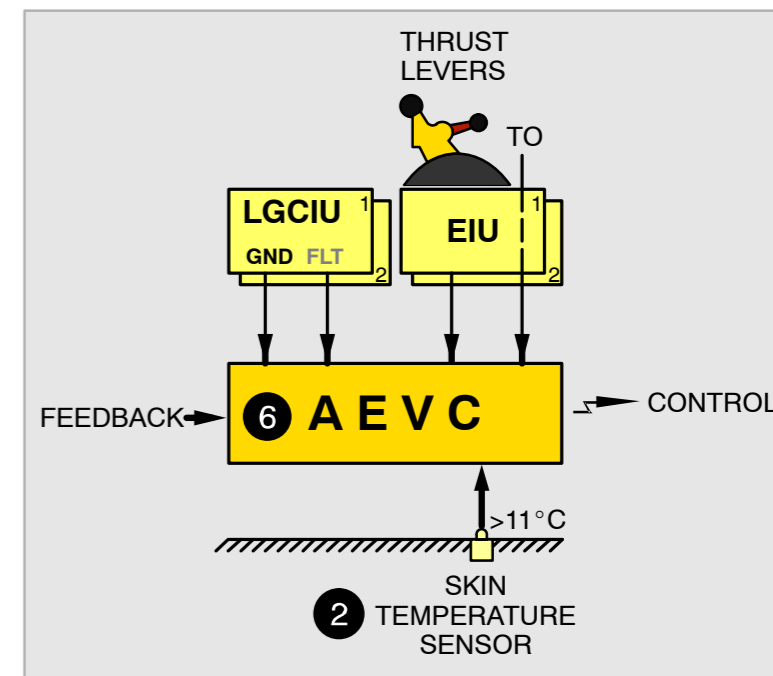 THRUST
LEVERS
TO
LGCIU 1
GND FLT
2
EIU 1
2
FEEDBACK
6 A E V C
CONTROL
>11°C
2
SKIN
TEMPERATURE
SENSOR